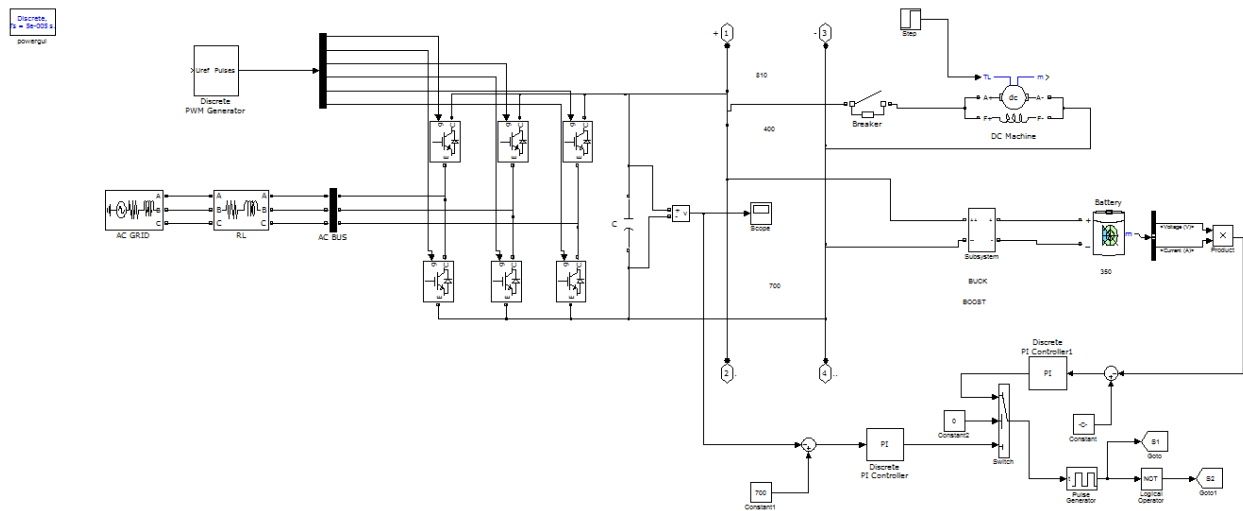 Discrete,
Ts = 5e-005 s.
powergui
Uref Pulses
Discrete
PWM Generator
+ 1
- 3
Step
810
400
Breaker
TL
m
A+
dc
A-
F+
F-
DC Machine
g
C
E
g
C
E
g
C
E
A
B
C
AC GRID
A
B
C
RL
A
B
C
AC BUS
C
+
-
v
Scope
++
+
--
-
Subsystem
Battery
+
m
_
<Voltage (V)>
<Current (A)>
×
Product
350
BUCK
BOOST
700
g
C
E
g
C
E
g
C
E
2 .
4 ..
Discrete
PI Controller1
PI
-C-
Constant
0
Constant2
PI
Discrete
PI Controller
Switch
700
Constant1
t
Pulse
Generator
S1
Goto
NOT
Logical
Operator
S2
Goto1